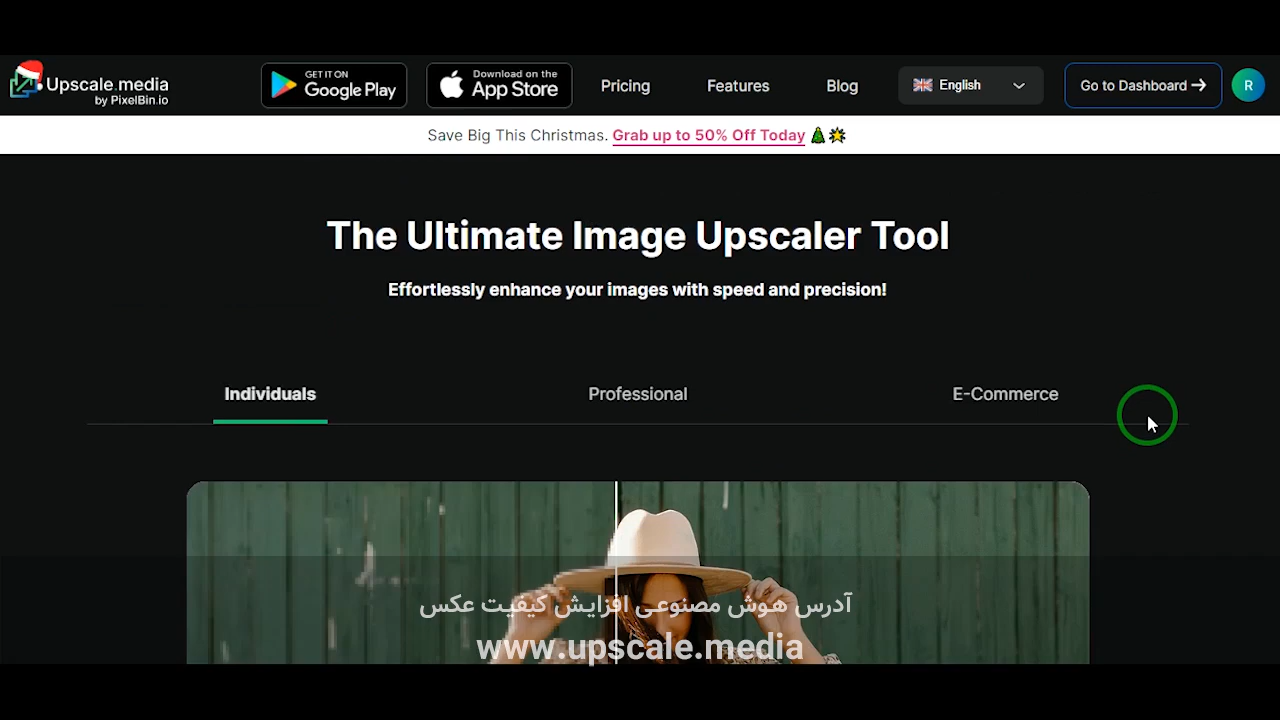 Upscale.media
by PixelBin.io
GET IT ON
Google Play
Download on the
App Store
Pricing
Features
Blog
English
Go to Dashboard →
R
Save Big This Christmas. Grab up to 50% Off Today 🎄🌟
The Ultimate Image Upscaler Tool
Effortlessly enhance your images with speed and precision!
Individuals
Professional
E-Commerce
آدرس هوش مصنوعی افزایش کیفیت عکس
www.upscale.media